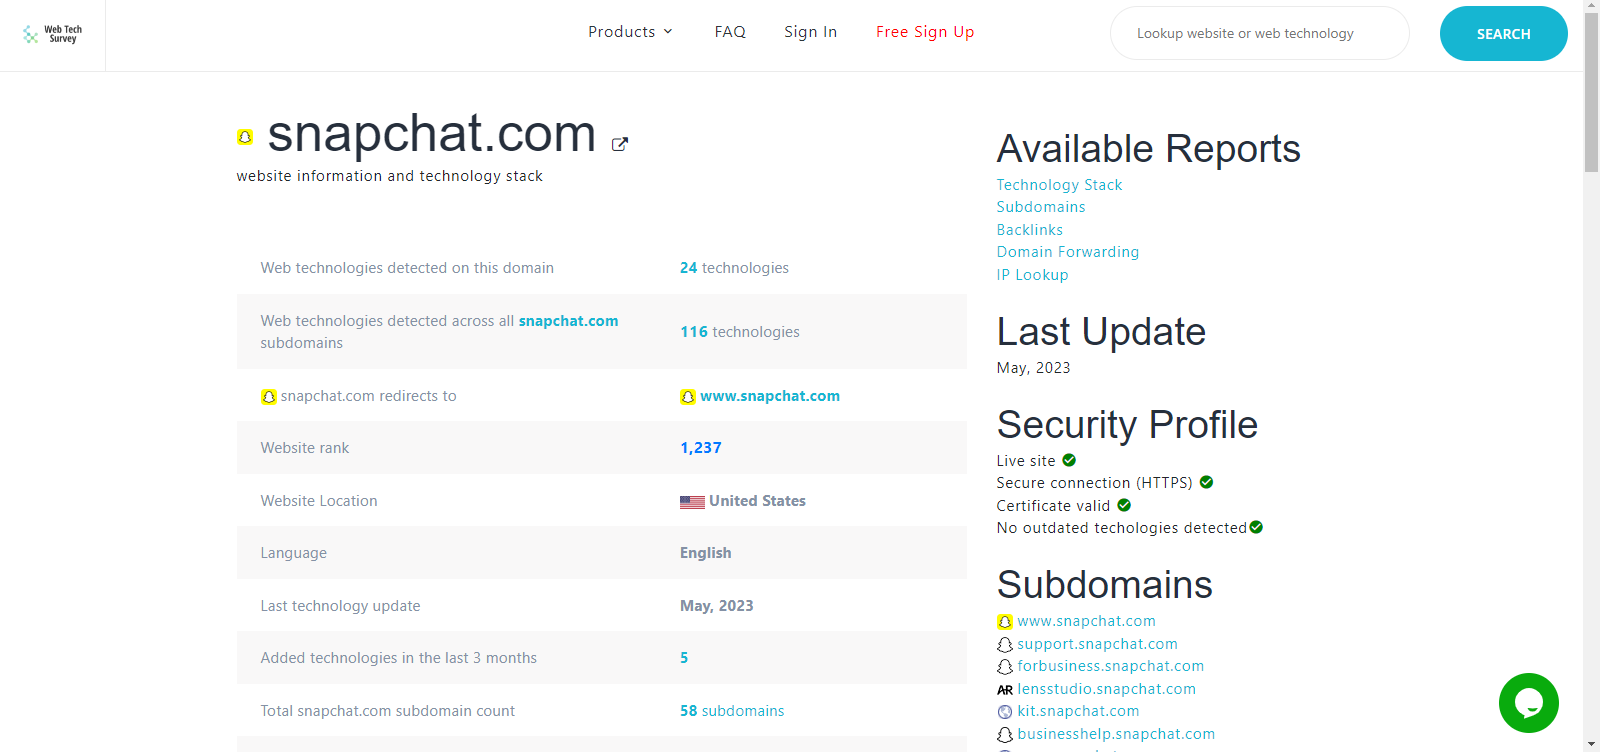 Web Tech
Survey
Products
FAQ
Sign In
Free Sign Up
Lookup website or web technology
SEARCH
snapchat.com
website information and technology stack
Web technologies detected on this domain
24 technologies
Web technologies detected across all snapchat.com
subdomains
116 technologies
snapchat.com redirects to
www.snapchat.com
Website rank
1,237
Website Location
United States
Language
English
Last technology update
May, 2023
Added technologies in the last 3 months
5
Total snapchat.com subdomain count
58 subdomains
Available Reports
Technology Stack
Subdomains
Backlinks
Domain Forwarding
IP Lookup
Last Update
May, 2023
Security Profile
Live site
Secure connection (HTTPS)
Certificate valid
No outdated techologies detected
Subdomains
www.snapchat.com
support.snapchat.com
forbusiness.snapchat.com
AR lensstudio.snapchat.com
kit.snapchat.com
businesshelp.snapchat.com